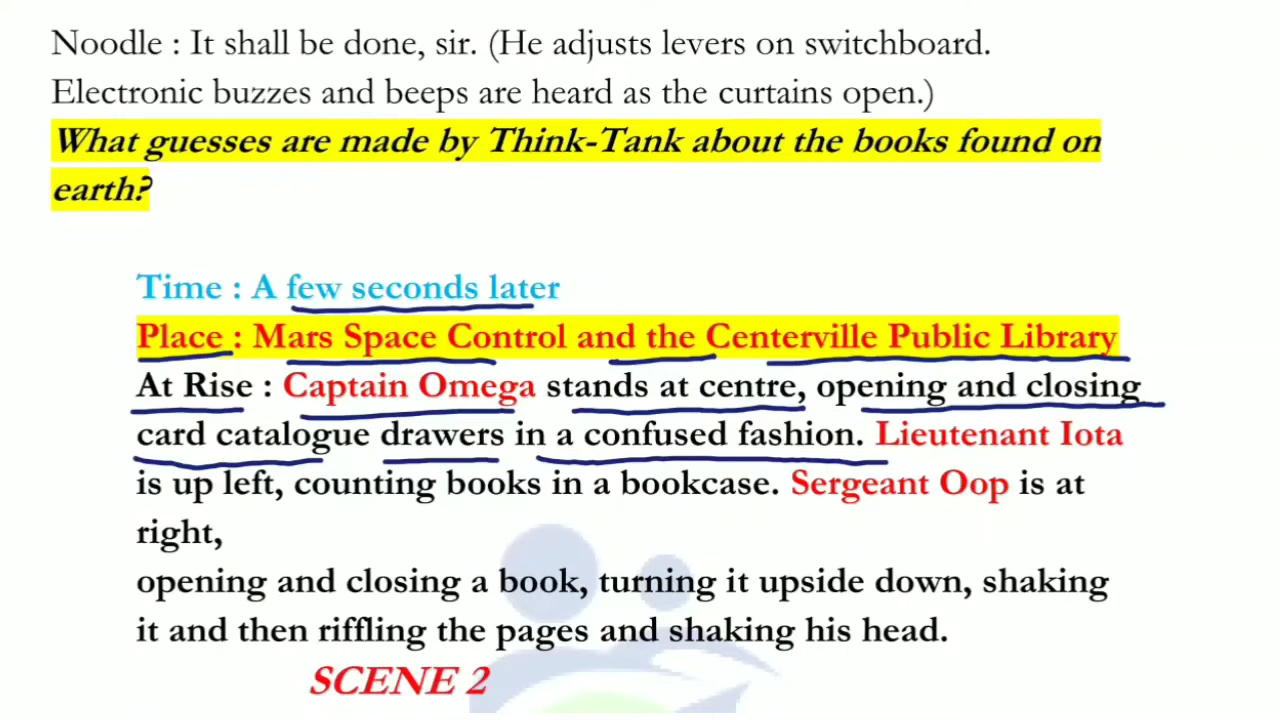 Noodle : It shall be done, sir. (He adjusts levers on switchboard.
Electronic buzzes and beeps are heard as the curtains open.)
What guesses are made by Think-Tank about the books found on
earth?
Time : A few seconds later
Place : Mars Space Control and the Centerville Public Library
At Rise : Captain Omega stands at centre, opening and closing
card catalogue drawers in a confused fashion. Lieutenant Iota
is up left, counting books in a bookcase. Sergeant Oop is at
right,
opening and closing a book, turning it upside down, shaking
it and then riffling the pages and shaking his head.
SCENE 2